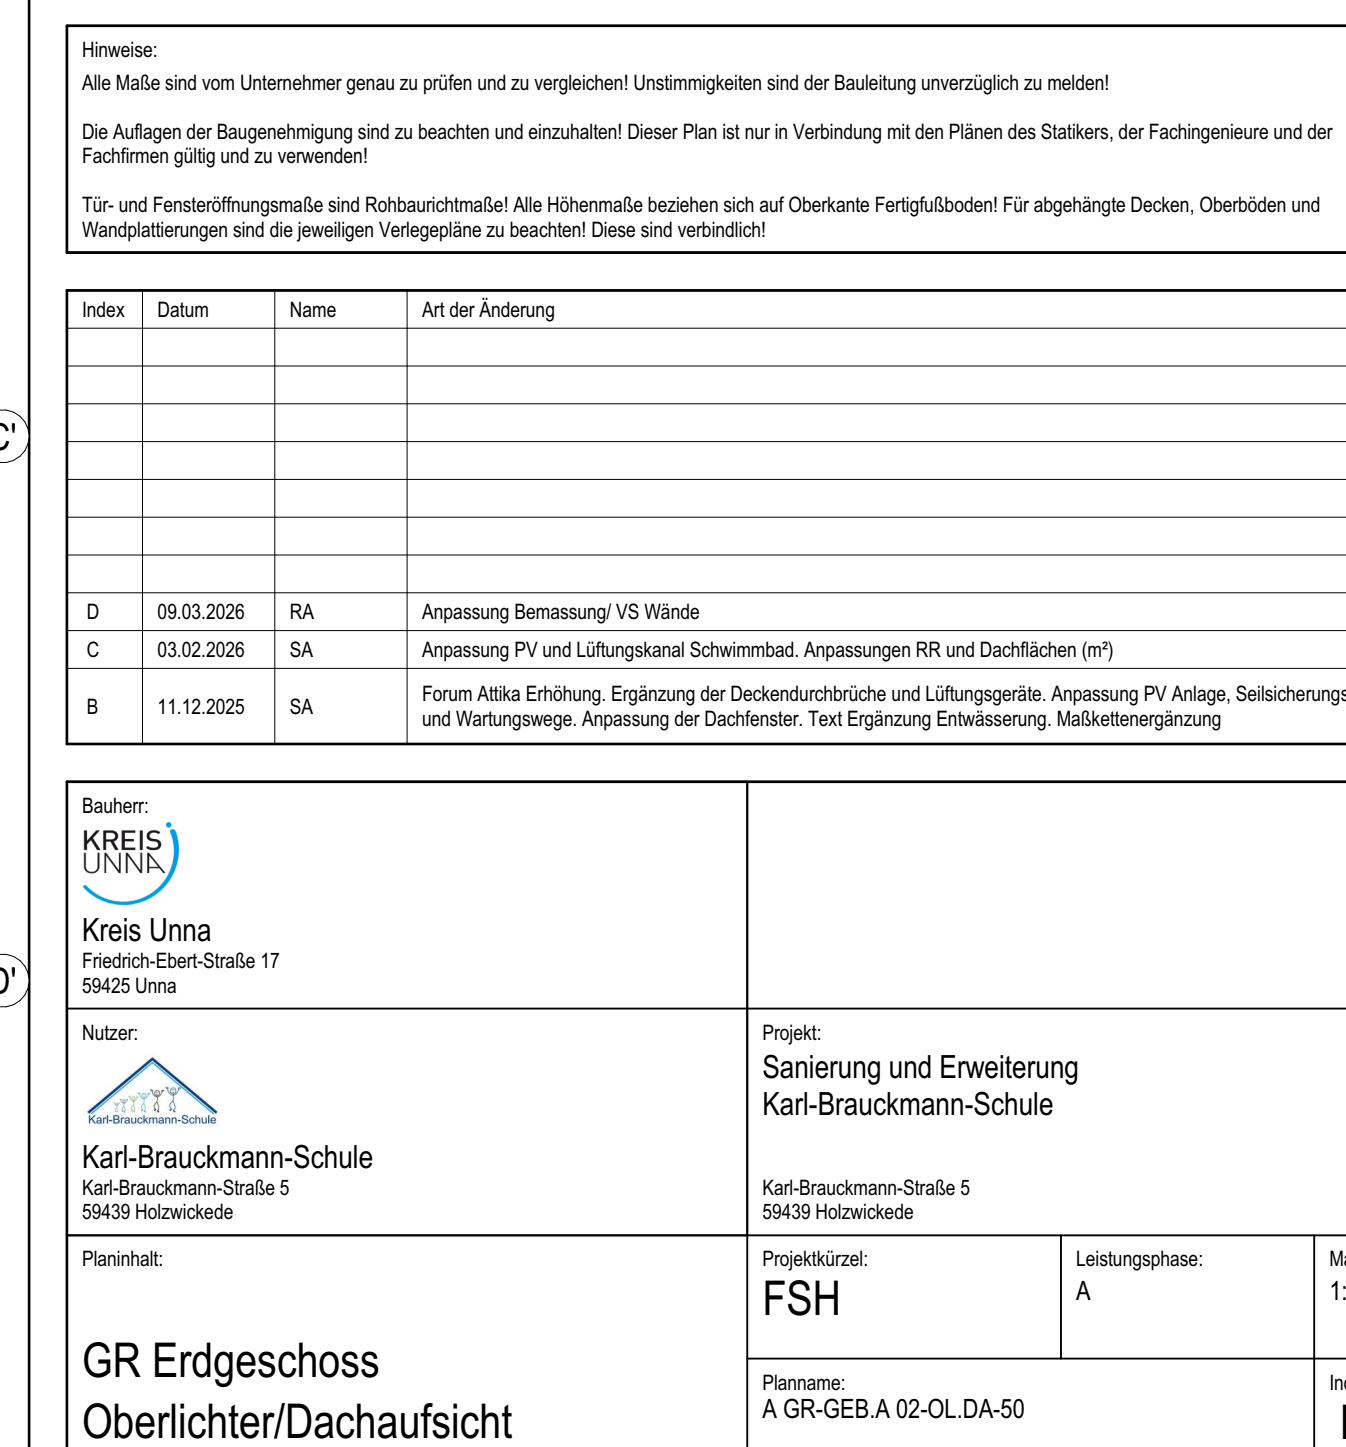 Hinweise:
Alle Maße sind vom Unternehmer genau zu prüfen und zu vergleichen! Unstimmigkeiten sind der Bauleitung unverzüglich zu melden!
Die Auflagen der Baugenehmigung sind zu beachten und einzuhalten! Dieser Plan ist nur in Verbindung mit den Plänen des Statikers, der Fachingenieure und der
Fachfirmen gültig und zu verwenden!
Tür- und Fensteröffnungsmaße sind Rohbaurichtmaße! Alle Höhenmaße beziehen sich auf Oberkante Fertigfußboden! Für abgehängte Decken, Oberböden und
Wandplattierungen sind die jeweiligen Verlegepläne zu beachten! Diese sind verbindlich!
Index Datum Name Art der Änderung
D 09.03.2026 RA Anpassung Bemassung/ VS Wände
C 03.02.2026 SA Anpassung PV und Lüftungskanal Schwimmbad. Anpassungen RR und Dachflächen (m²)
B 11.12.2025 SA Forum Attika Erhöhung. Ergänzung der Deckendurchbrüche und Lüftungsgeräte. Anpassung PV Anlage, Seilsicherungs
und Wartungswege. Anpassung der Dachfenster. Text Ergänzung Entwässerung. Maßkettenergänzung
Bauherr:
KREIS
UNNA
Kreis Unna
Friedrich-Ebert-Straße 17
59425 Unna
Nutzer:
Karl-Brauckmann-Schule
Karl-Brauckmann-Schule
Karl-Brauckmann-Straße 5
59439 Holzwickede
Projekt:
Sanierung und Erweiterung
Karl-Brauckmann-Schule
Karl-Brauckmann-Straße 5
59439 Holzwickede
Planinhalt:
GR Erdgeschoss
Oberlichter/Dachaufsicht
Projektkürzel:
FSH
Leistungsphase:
A
1:
Planname:
A GR-GEB.A 02-OL.DA-50